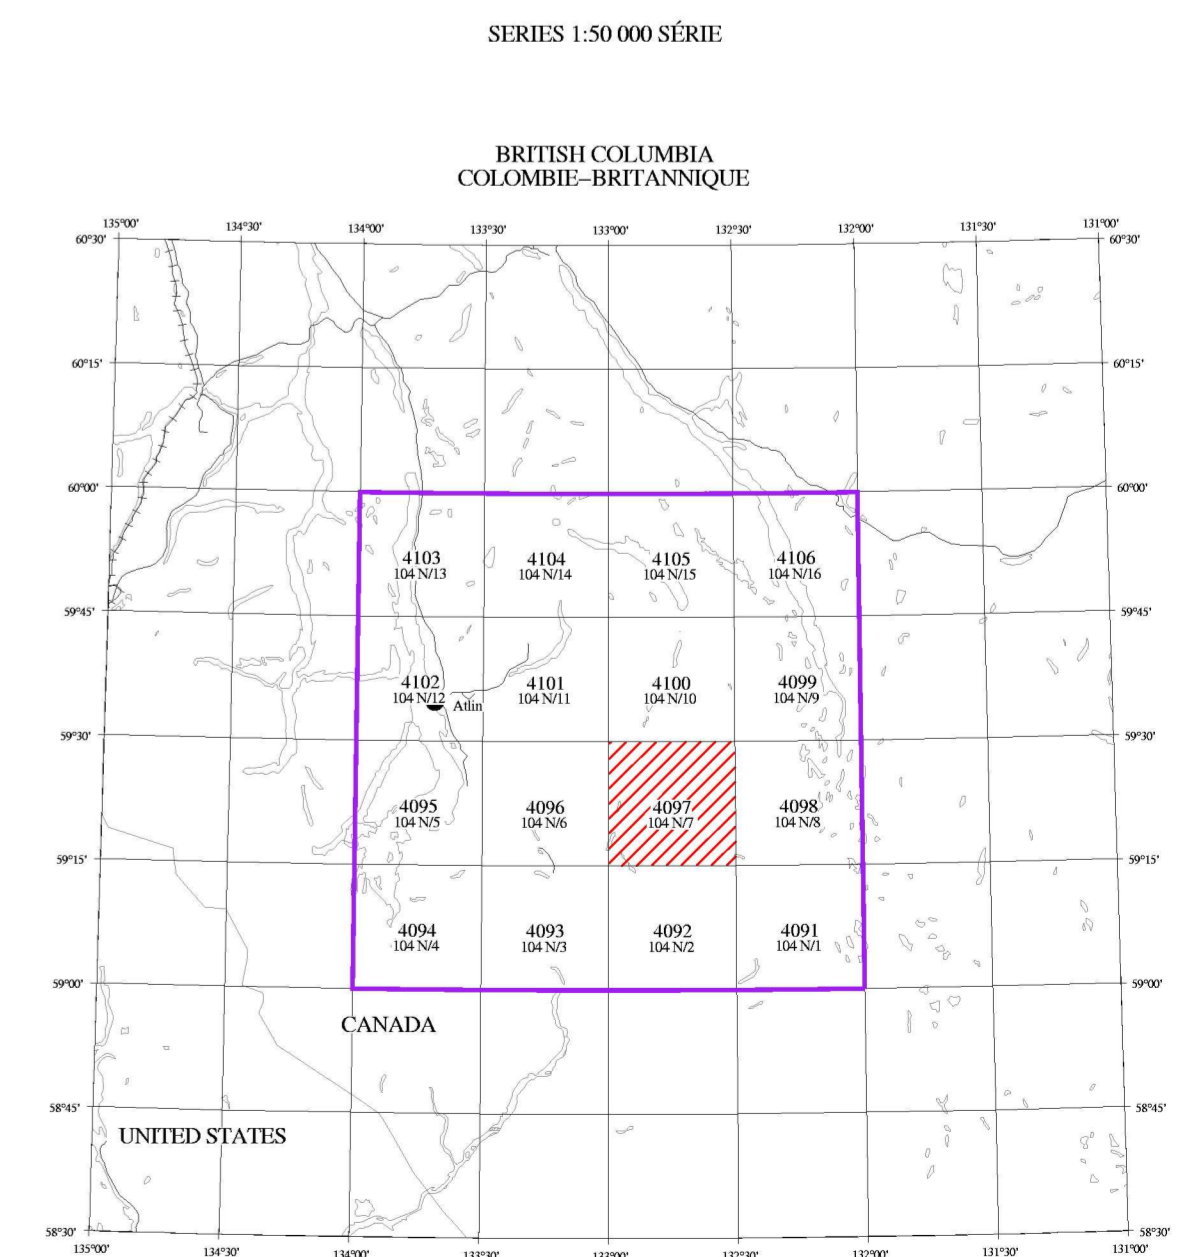 SERIES 1:50 000 SÉRIE
BRITISH COLUMBIA
COLOMBIE–BRITANNIQUE
135°00' 134°30' 134°00' 133°30' 133°00' 132°30' 132°00' 131°30' 131°00'
60°30' 60°30'
60°15' 60°15'
60°00' 60°00'
4103 4104 4105 4106
104 N/13 104 N/14 104 N/15 104 N/16
59°45' 59°45'
4102 4101 4100 4099
104 N/12 104 N/11 104 N/10 104 N/9
Atlin
59°30' 59°30'
4095 4096 4097 4098
104 N/5 104 N/6 104 N/7 104 N/8
59°15' 59°15'
4094 4093 4092 4091
104 N/4 104 N/3 104 N/2 104 N/1
59°00' 59°00'
CANADA
58°45' 58°45'
UNITED STATES
58°30' 58°30'
135°00' 134°30' 134°00' 133°30' 133°00' 132°30' 132°00' 131°30' 131°00'